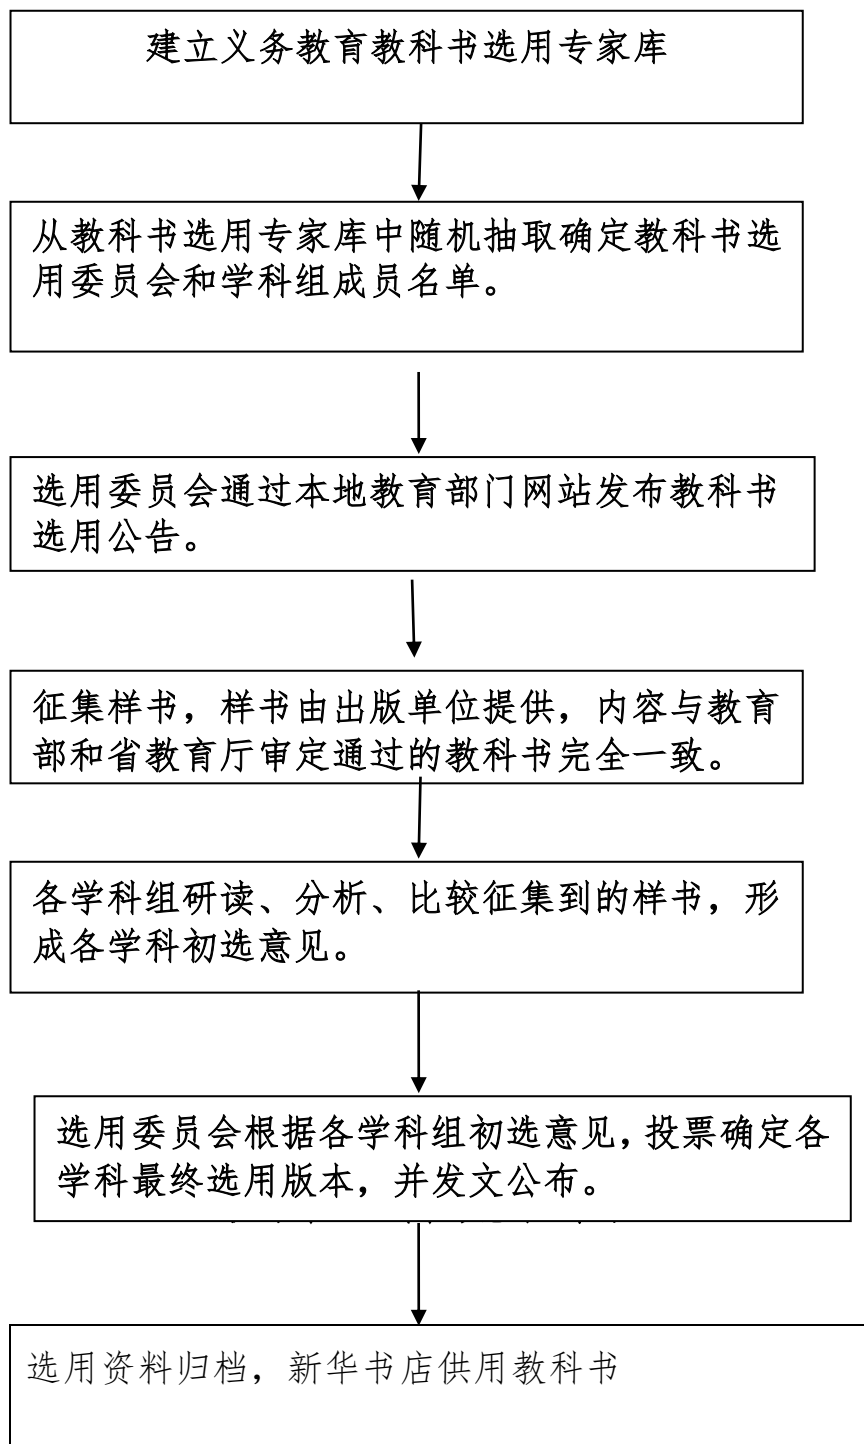 建立义务教育教科书选用专家库
从教科书选用专家库中随机抽取确定教科书选
用委员会和学科组成员名单。
选用委员会通过本地教育部门网站发布教科书
选用公告。
征集样书，样书由出版单位提供，内容与教育
部和省教育厅审定通过的教科书完全一致。
各学科组研读、分析、比较征集到的样书，形
成各学科初选意见。
选用委员会根据各学科组初选意见，投票确定各
学科最终选用版本，并发文公布。
选用资料归档，新华书店供用教科书